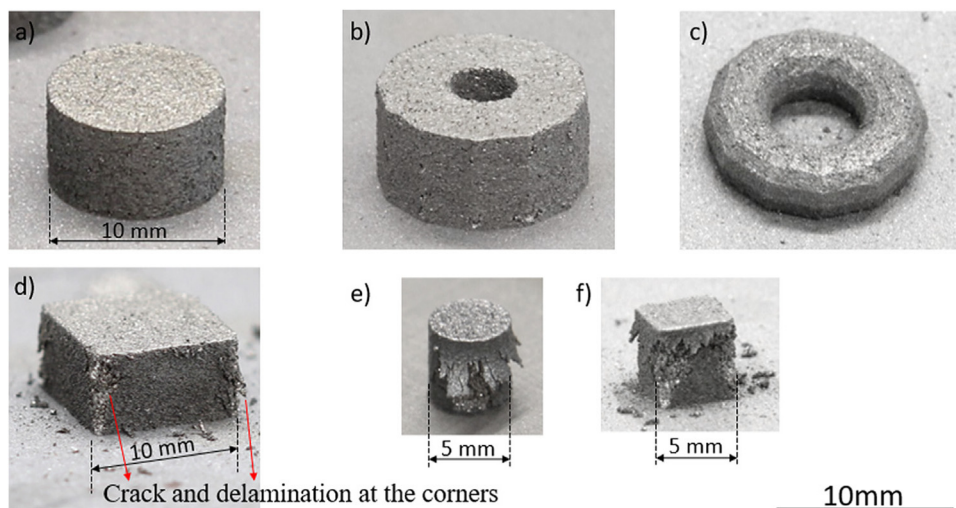 a)
b)
c)
10 mm
d)
e)
f)
10 mm
5 mm
5 mm
Crack and delamination at the corners
10mm